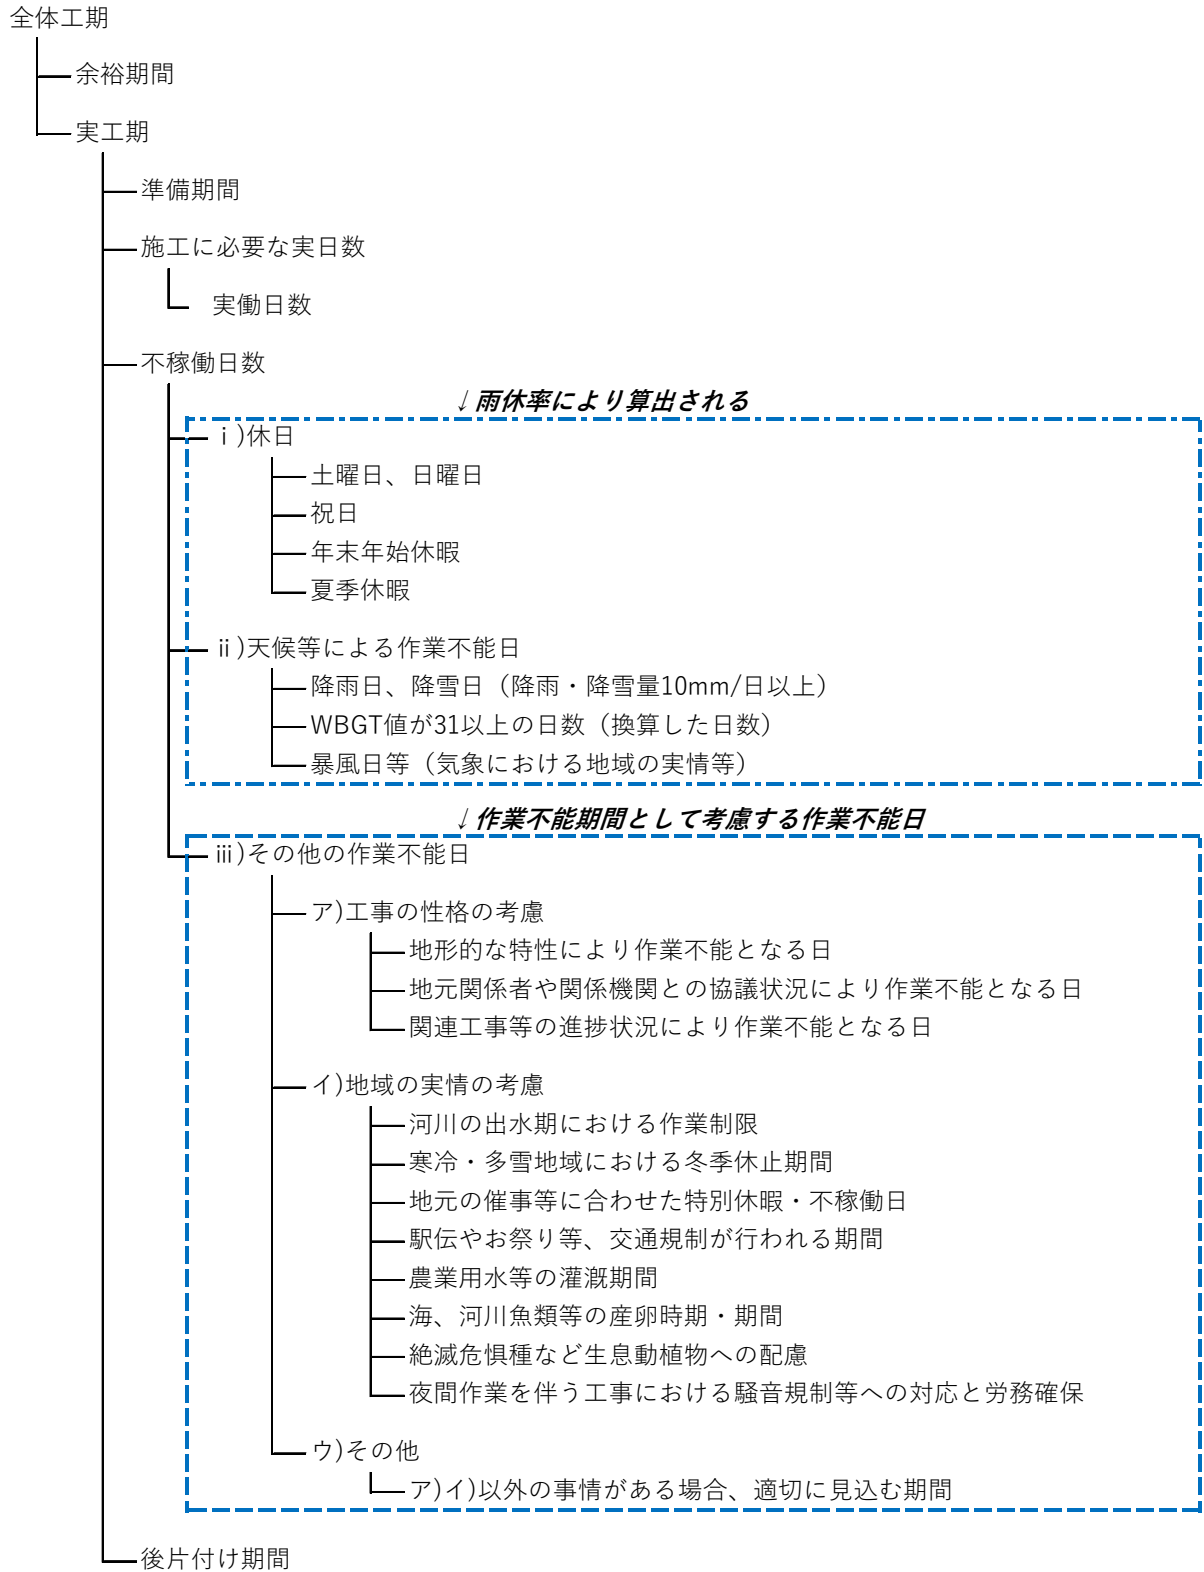 全体工期
余裕期間
実工期
準備期間
施工に必要な実日数
実働日数
不稼働日数
↓雨休率により算出される
ⅰ)休日
土曜日、日曜日
祝日
年末年始休暇
夏季休暇
ⅱ)天候等による作業不能日
降雨日、降雪日（降雨・降雪量10mm/日以上）
WBGT値が31以上の日数（換算した日数）
暴風日等（気象における地域の実情等）
↓作業不能期間として考慮する作業不能日
ⅲ)その他の作業不能日
ア)工事の性格の考慮
地形的な特性により作業不能となる日
地元関係者や関係機関との協議状況により作業不能となる日
関連工事等の進捗状況により作業不能となる日
イ)地域の実情の考慮
河川の出水期における作業制限
寒冷・多雪地域における冬季休止期間
地元の催事等に合わせた特別休暇・不稼働日
駅伝やお祭り等、交通規制が行われる期間
農業用水等の灌漑期間
海、河川魚類等の産卵時期・期間
絶滅危惧種など生息動植物への配慮
夜間作業を伴う工事における騒音規制等への対応と労務確保
ウ)その他
ア)イ)以外の事情がある場合、適切に見込む期間
後片付け期間